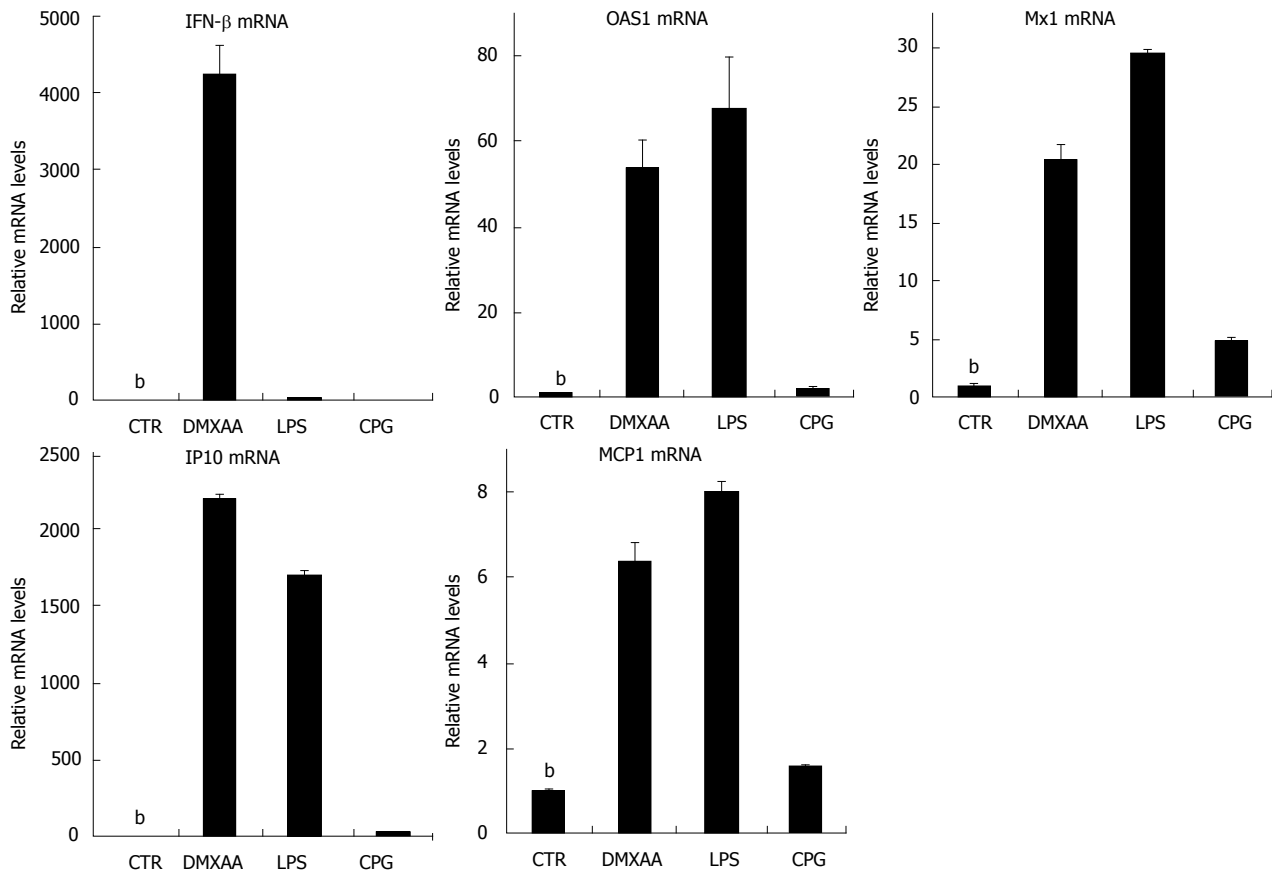 IFN-β mRNA
Relative mRNA levels
5000
4000
3000
2000
1000
0
b
CTR DMXAA LPS CPG
OAS1 mRNA
Relative mRNA levels
80
60
40
20
0
b
CTR DMXAA LPS CPG
Mx1 mRNA
Relative mRNA levels
30
25
20
15
10
5
0
b
CTR DMXAA LPS CPG
IP10 mRNA
Relative mRNA levels
2500
2000
1500
1000
500
0
b
CTR DMXAA LPS CPG
MCP1 mRNA
Relative mRNA levels
8
6
4
2
0
b
CTR DMXAA LPS CPG